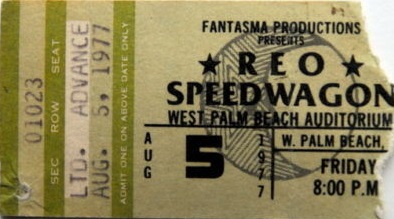 SEC ROW SEAT
01023
LTD. ADVANCE
AUG. 5, 1977
ADMIT ONE ON ABOVE DATE ONLY
FANTASMA PRODUCTIONS
PRESENTS
★ REO ★
SPEEDWAGON
WEST PALM BEACH AUDITORIUM
AUG
5
1977
W. PALM BEACH,
FRIDAY
8:00 P.M